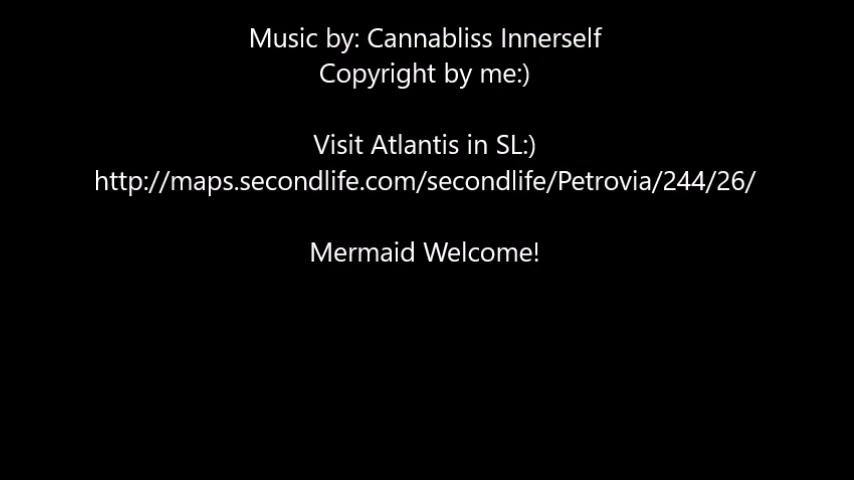 Music by: Cannabliss Innerself
Copyright by me:)
Visit Atlantis in SL:)
http://maps.secondlife.com/secondlife/Petrovia/244/26/
Mermaid Welcome!